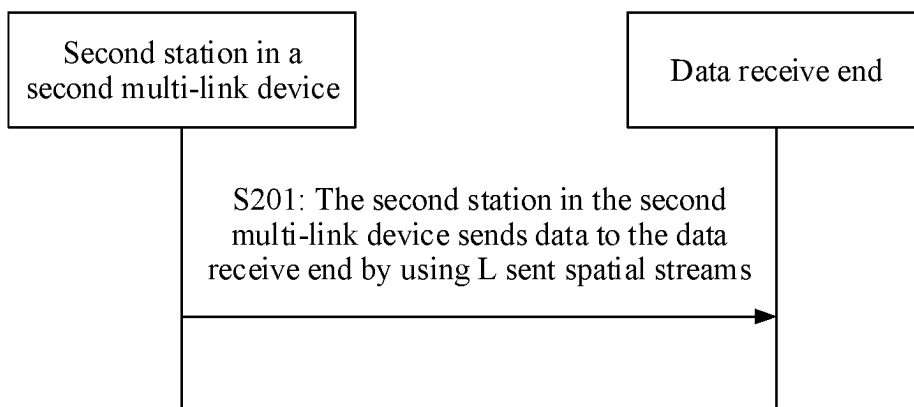 Second station in a
second multi-link device
Data receive end
S201: The second station in the second
multi-link device sends data to the data
receive end by using L sent spatial streams